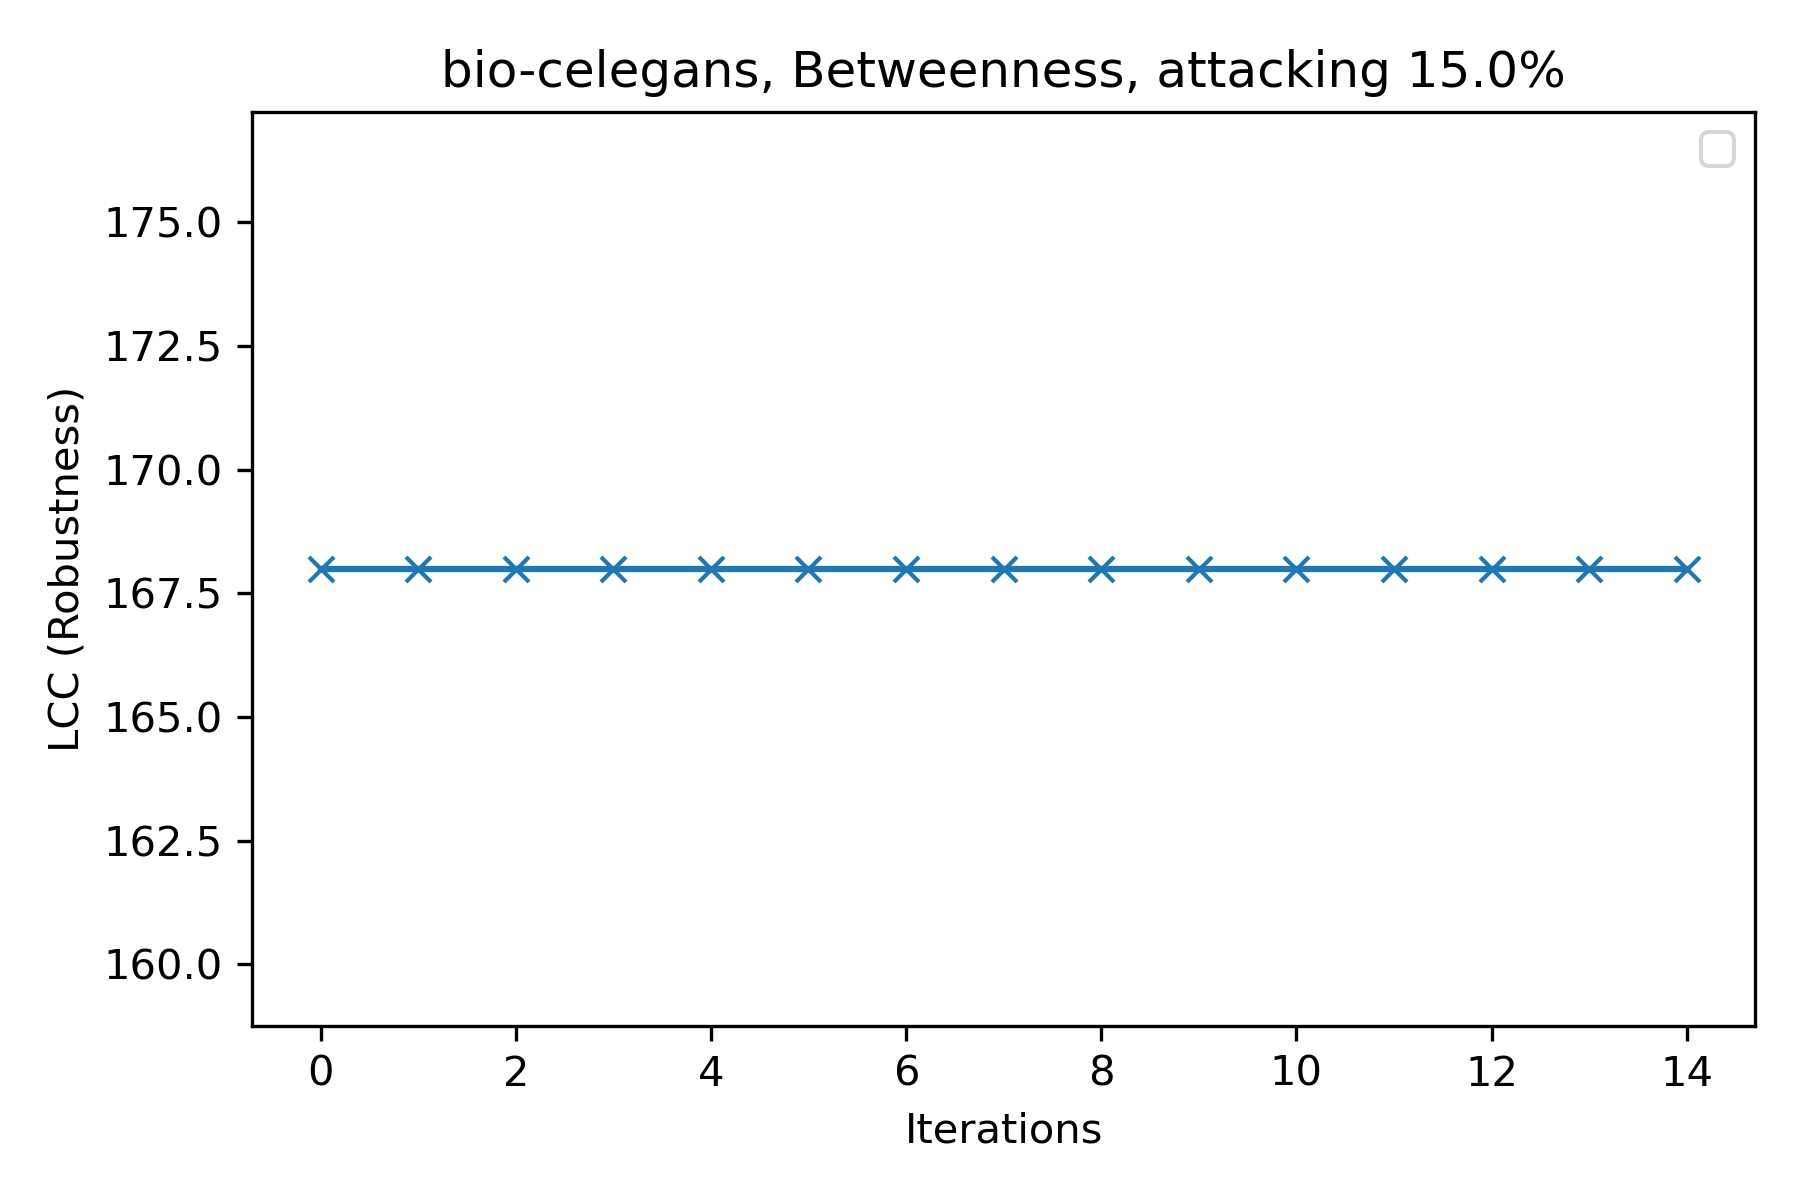 bio-celegans, Betweenness, attacking 15.0%
LCC (Robustness)
175.0
172.5
170.0
167.5
165.0
162.5
160.0
0 2 4 6 8 10 12 14
Iterations